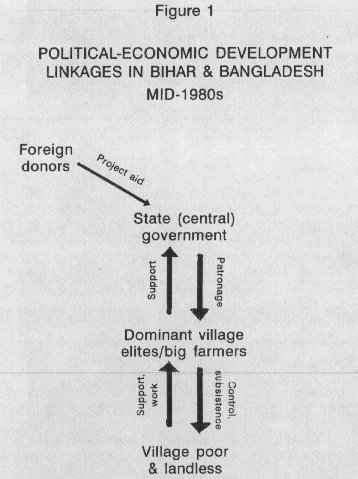 Figure 1
POLITICAL-ECONOMIC DEVELOPMENT
LINKAGES IN BIHAR & BANGLADESH
MID-1980s
Foreign
donors
Project aid
State (central)
government
Support
Patronage
Dominant village
elites/big farmers
Support,
work
Control,
subsistence
Village poor
& landless